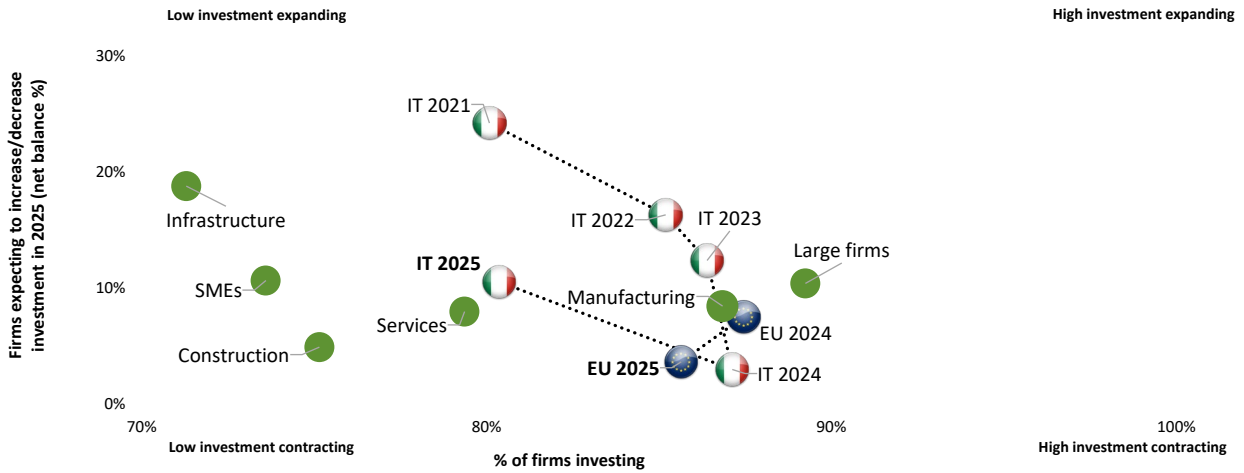 Low investment expanding
High investment expanding
Firms expecting to increase/decrease
investment in 2025 (net balance %)
30%
20%
10%
0%
IT 2021
Infrastructure
IT 2022
IT 2023
Large firms
IT 2025
SMEs
Manufacturing
Services
EU 2024
Construction
EU 2025
IT 2024
70%
80%
90%
100%
Low investment contracting
High investment contracting
% of firms investing